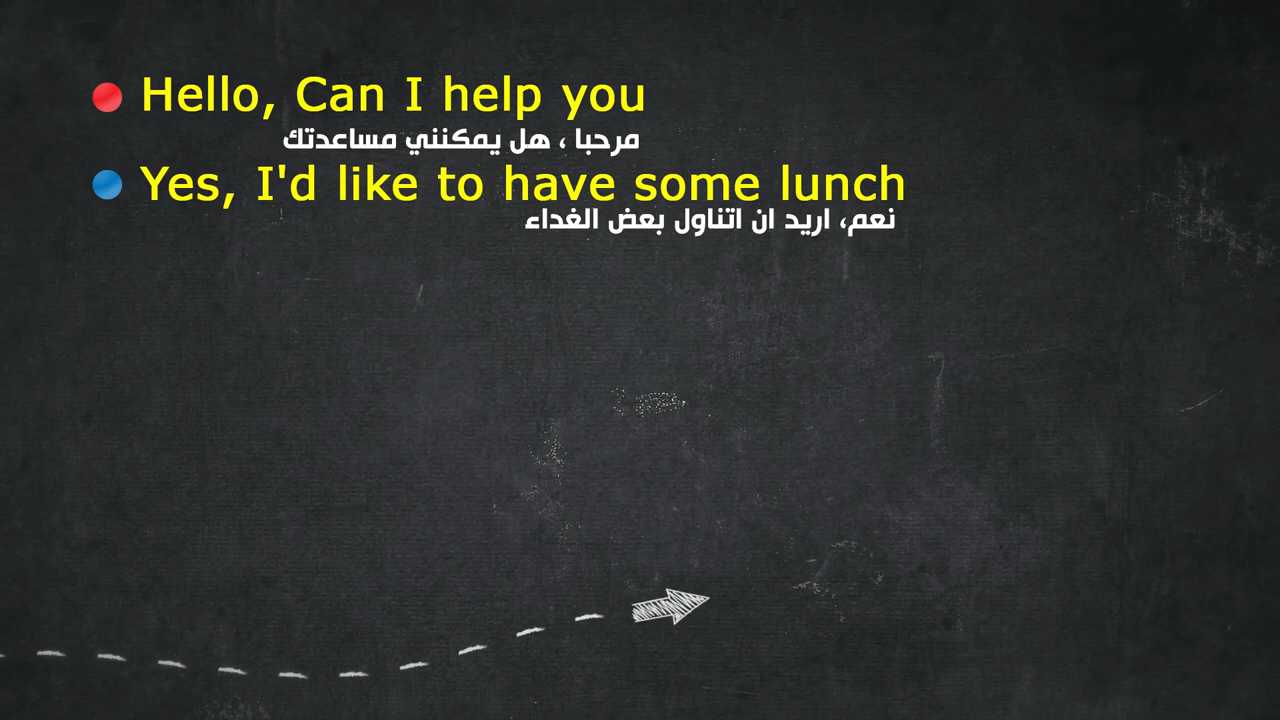 Hello, Can I help you
مرحبا ، هل يمكنني مساعدتك
Yes, I'd like to have some lunch
نعم، اريد ان اتناول بعض الغداء